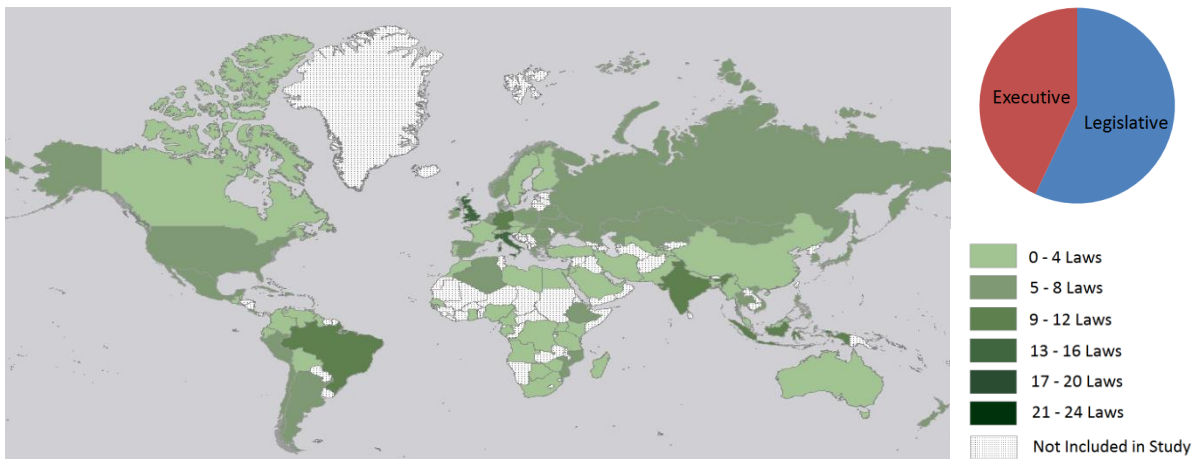 Executive
Legislative
0 - 4 Laws
5 - 8 Laws
9 - 12 Laws
13 - 16 Laws
17 - 20 Laws
21 - 24 Laws
Not Included in Study